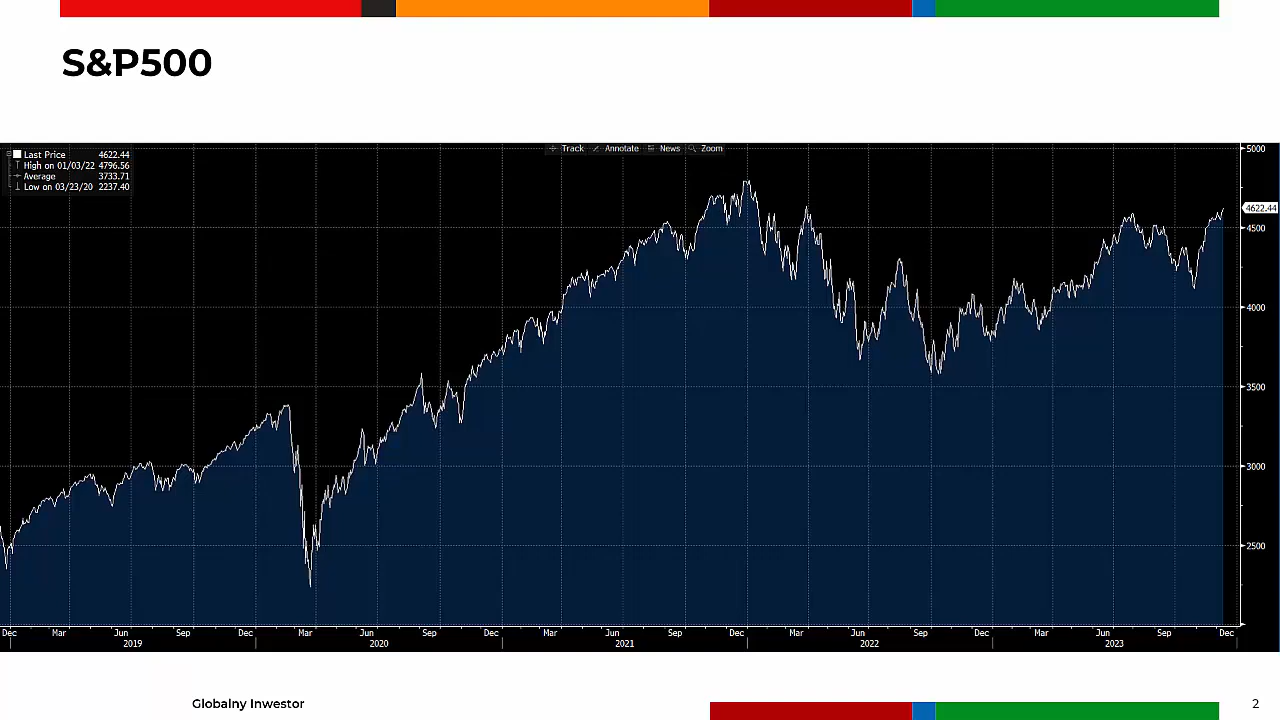 S&P500
Track Annotate News Zoom
Last Price 4622.44
High on 01/03/22 4796.56
Average 3733.71
Low on 03/23/20 2237.40
5000
4622.44
4500
4000
3500
3000
2500
Dec Mar Jun Sep Dec Mar Jun Sep Dec Mar Jun Sep Dec Mar Jun Sep Dec Mar Jun Sep Dec
2019 2020 2021 2022 2023
Globalny Inwestor
2